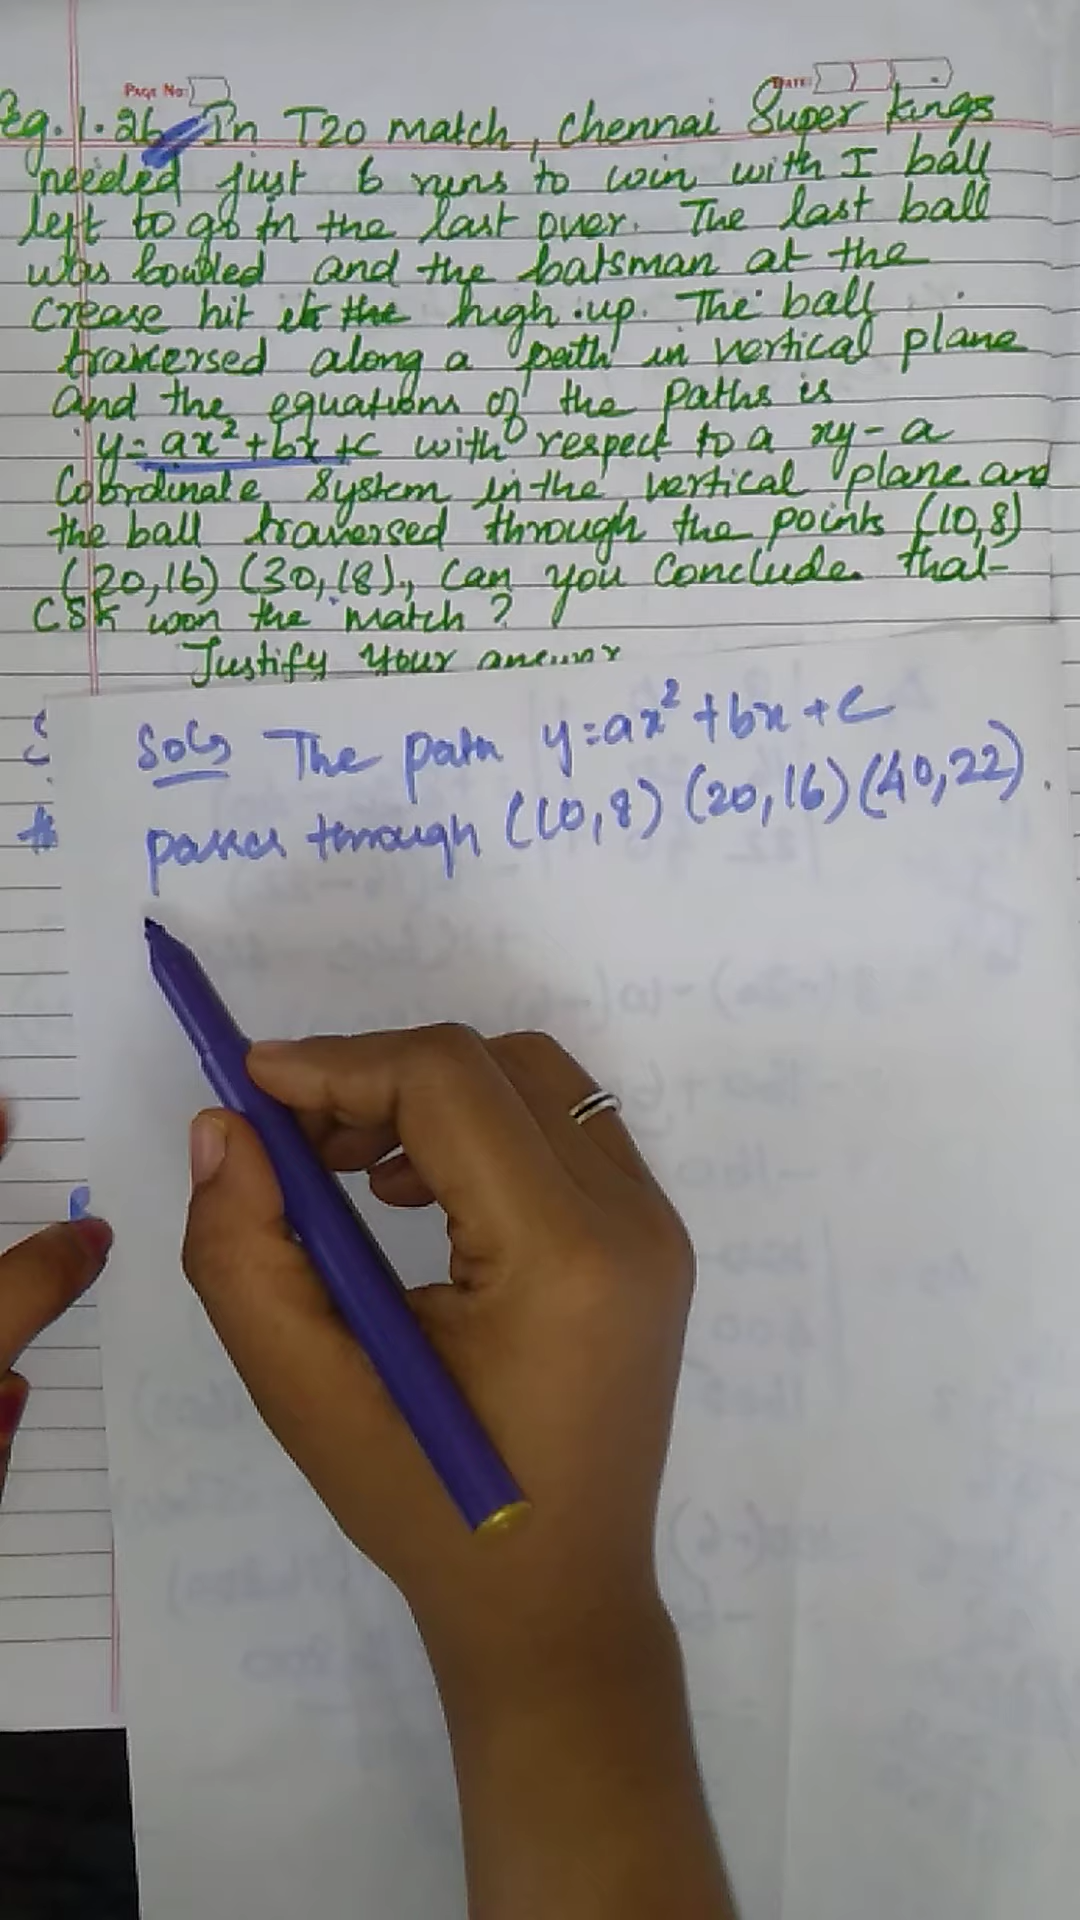 PAGE No:
DATE:
Eg. 1.26 In T20 match, chennai Super kings
needed just 6 runs to win with I ball
left to go in the last over. The last ball
was bowled and the batsman at the
crease hit it the high up. The ball
traversed along a path in vertical plane
and the equations of the paths is
y=ax²+bx+c with respect to a xy-a
Coordinate System in the vertical plane and
the ball traversed through the points (10,8)
(20,16) (30,18), can you conclude that
CSK won the match?
Justify your answer
Soln The path y=ax²+bx+c
passes through (10,8) (20,16) (40,22).